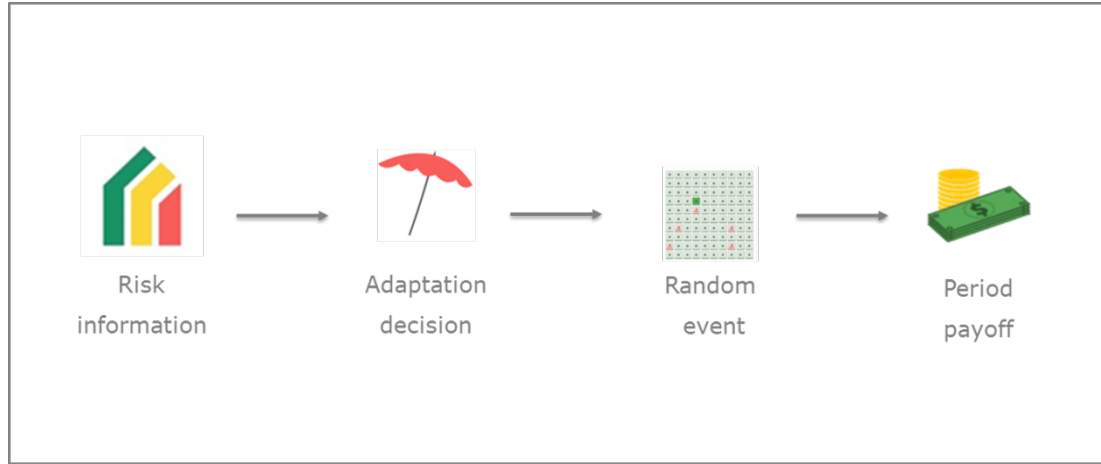 Risk
information
Adaptation
decision
Random
event
Period
payoff